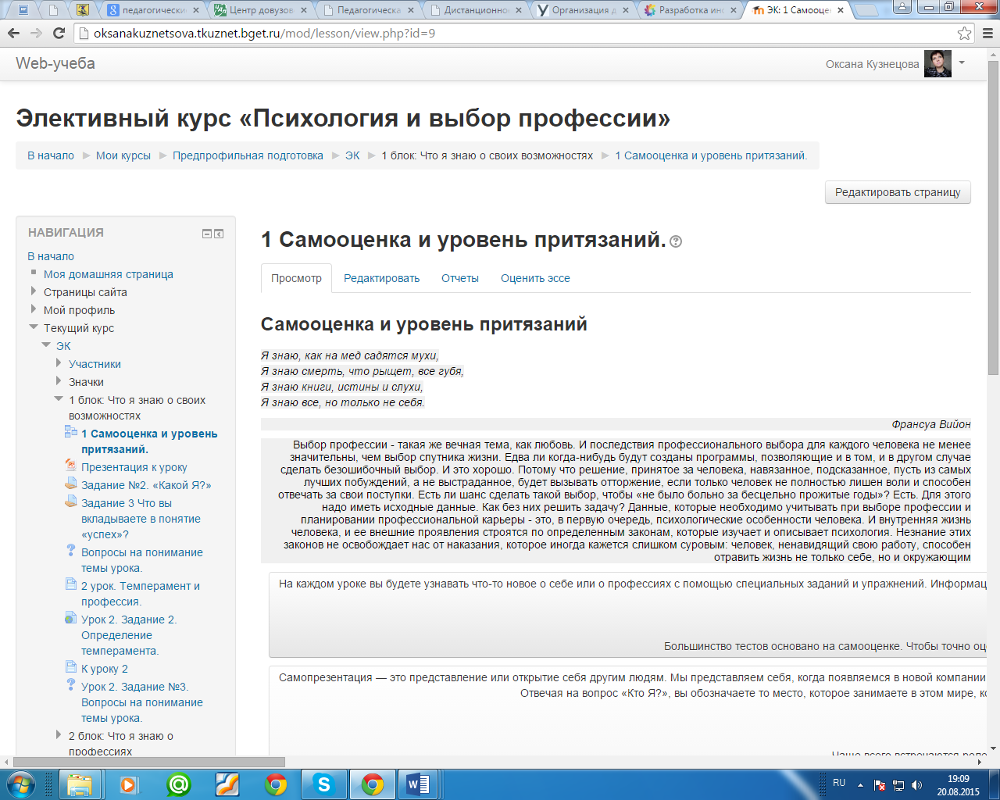 педагогически
Центр довузов
Педагогическа
Дистанционно
Организация д
Разработка ин
ЭК: 1 Самооце
oksanakuznetsova.tkuznet.bget.ru/mod/lesson/view.php?id=9
Web-учеба
Оксана Кузнецова
Элективный курс «Психология и выбор профессии»
В начало ► Мои курсы ► Предпрофильная подготовка ► ЭК ► 1 блок: Что я знаю о своих возможностях ► 1 Самооценка и уровень притязаний.
Редактировать страницу
НАВИГАЦИЯ
В начало
Моя домашняя страница
Страницы сайта
Мой профиль
Текущий курс
ЭК
Участники
Значки
1 блок: Что я знаю о своих
возможностях
1 Самооценка и уровень
притязаний.
Презентация к уроку
Задание №2. «Какой Я?»
Задание 3 Что вы
вкладываете в понятие
«успех»?
Вопросы на понимание
темы урока.
2 урок. Темперамент и
профессия.
Урок 2. Задание 2.
Определение
темперамента.
К уроку 2
Урок 2. Задание №3.
Вопросы на понимание
темы урока.
2 блок: Что я знаю о
профессиях
1 Самооценка и уровень притязаний.
Просмотр Редактировать Отчеты Оценить эссе
Самооценка и уровень притязаний
Я знаю, как на мед садятся мухи,
Я знаю смерть, что рыщет, все губя,
Я знаю книги, истины и слухи,
Я знаю все, но только не себя.
Франсуа Вийон
Выбор профессии - такая же вечная тема, как любовь. И последствия профессионального выбора для каждого человека не менее
значительны, чем выбор спутника жизни. Едва ли когда-нибудь будут созданы программы, позволяющие и в том, и в другом случае
сделать безошибочный выбор. И это хорошо. Потому что решение, принятое за человека, навязанное, подсказанное, пусть из самых
лучших побуждений, а не выстраданное, будет вызывать отторжение, если только человек не полностью лишен воли и способен
отвечать за свои поступки. Есть ли шанс сделать такой выбор, чтобы «не было больно за бесцельно прожитые годы»? Есть. Для этого
надо иметь исходные данные. Как без них решить задачу? Данные, которые необходимо учитывать при выборе профессии и
планировании профессиональной карьеры - это, в первую очередь, психологические особенности человека. И внутренняя жизнь
человека, и ее внешние проявления строятся по определенным законам, которые изучает и описывает психология. Незнание этих
законов не освобождает нас от наказания, которое иногда кажется слишком суровым: человек, ненавидящий свою работу, способен
отравить жизнь не только себе, но и окружающим
На каждом уроке вы будете узнавать что-то новое о себе или о профессиях с помощью специальных заданий и упражнений. Информац
Большинство тестов основано на самооценке. Чтобы точно оц
Самопрезентация — это представление или открытие себя другим людям. Мы представляем себя, когда появляемся в новой компании
Отвечая на вопрос «Кто Я?», вы обозначаете то место, которое занимаете в этом мире, к
Чаще всего встречаются роле
RU
19:09
20.08.2015